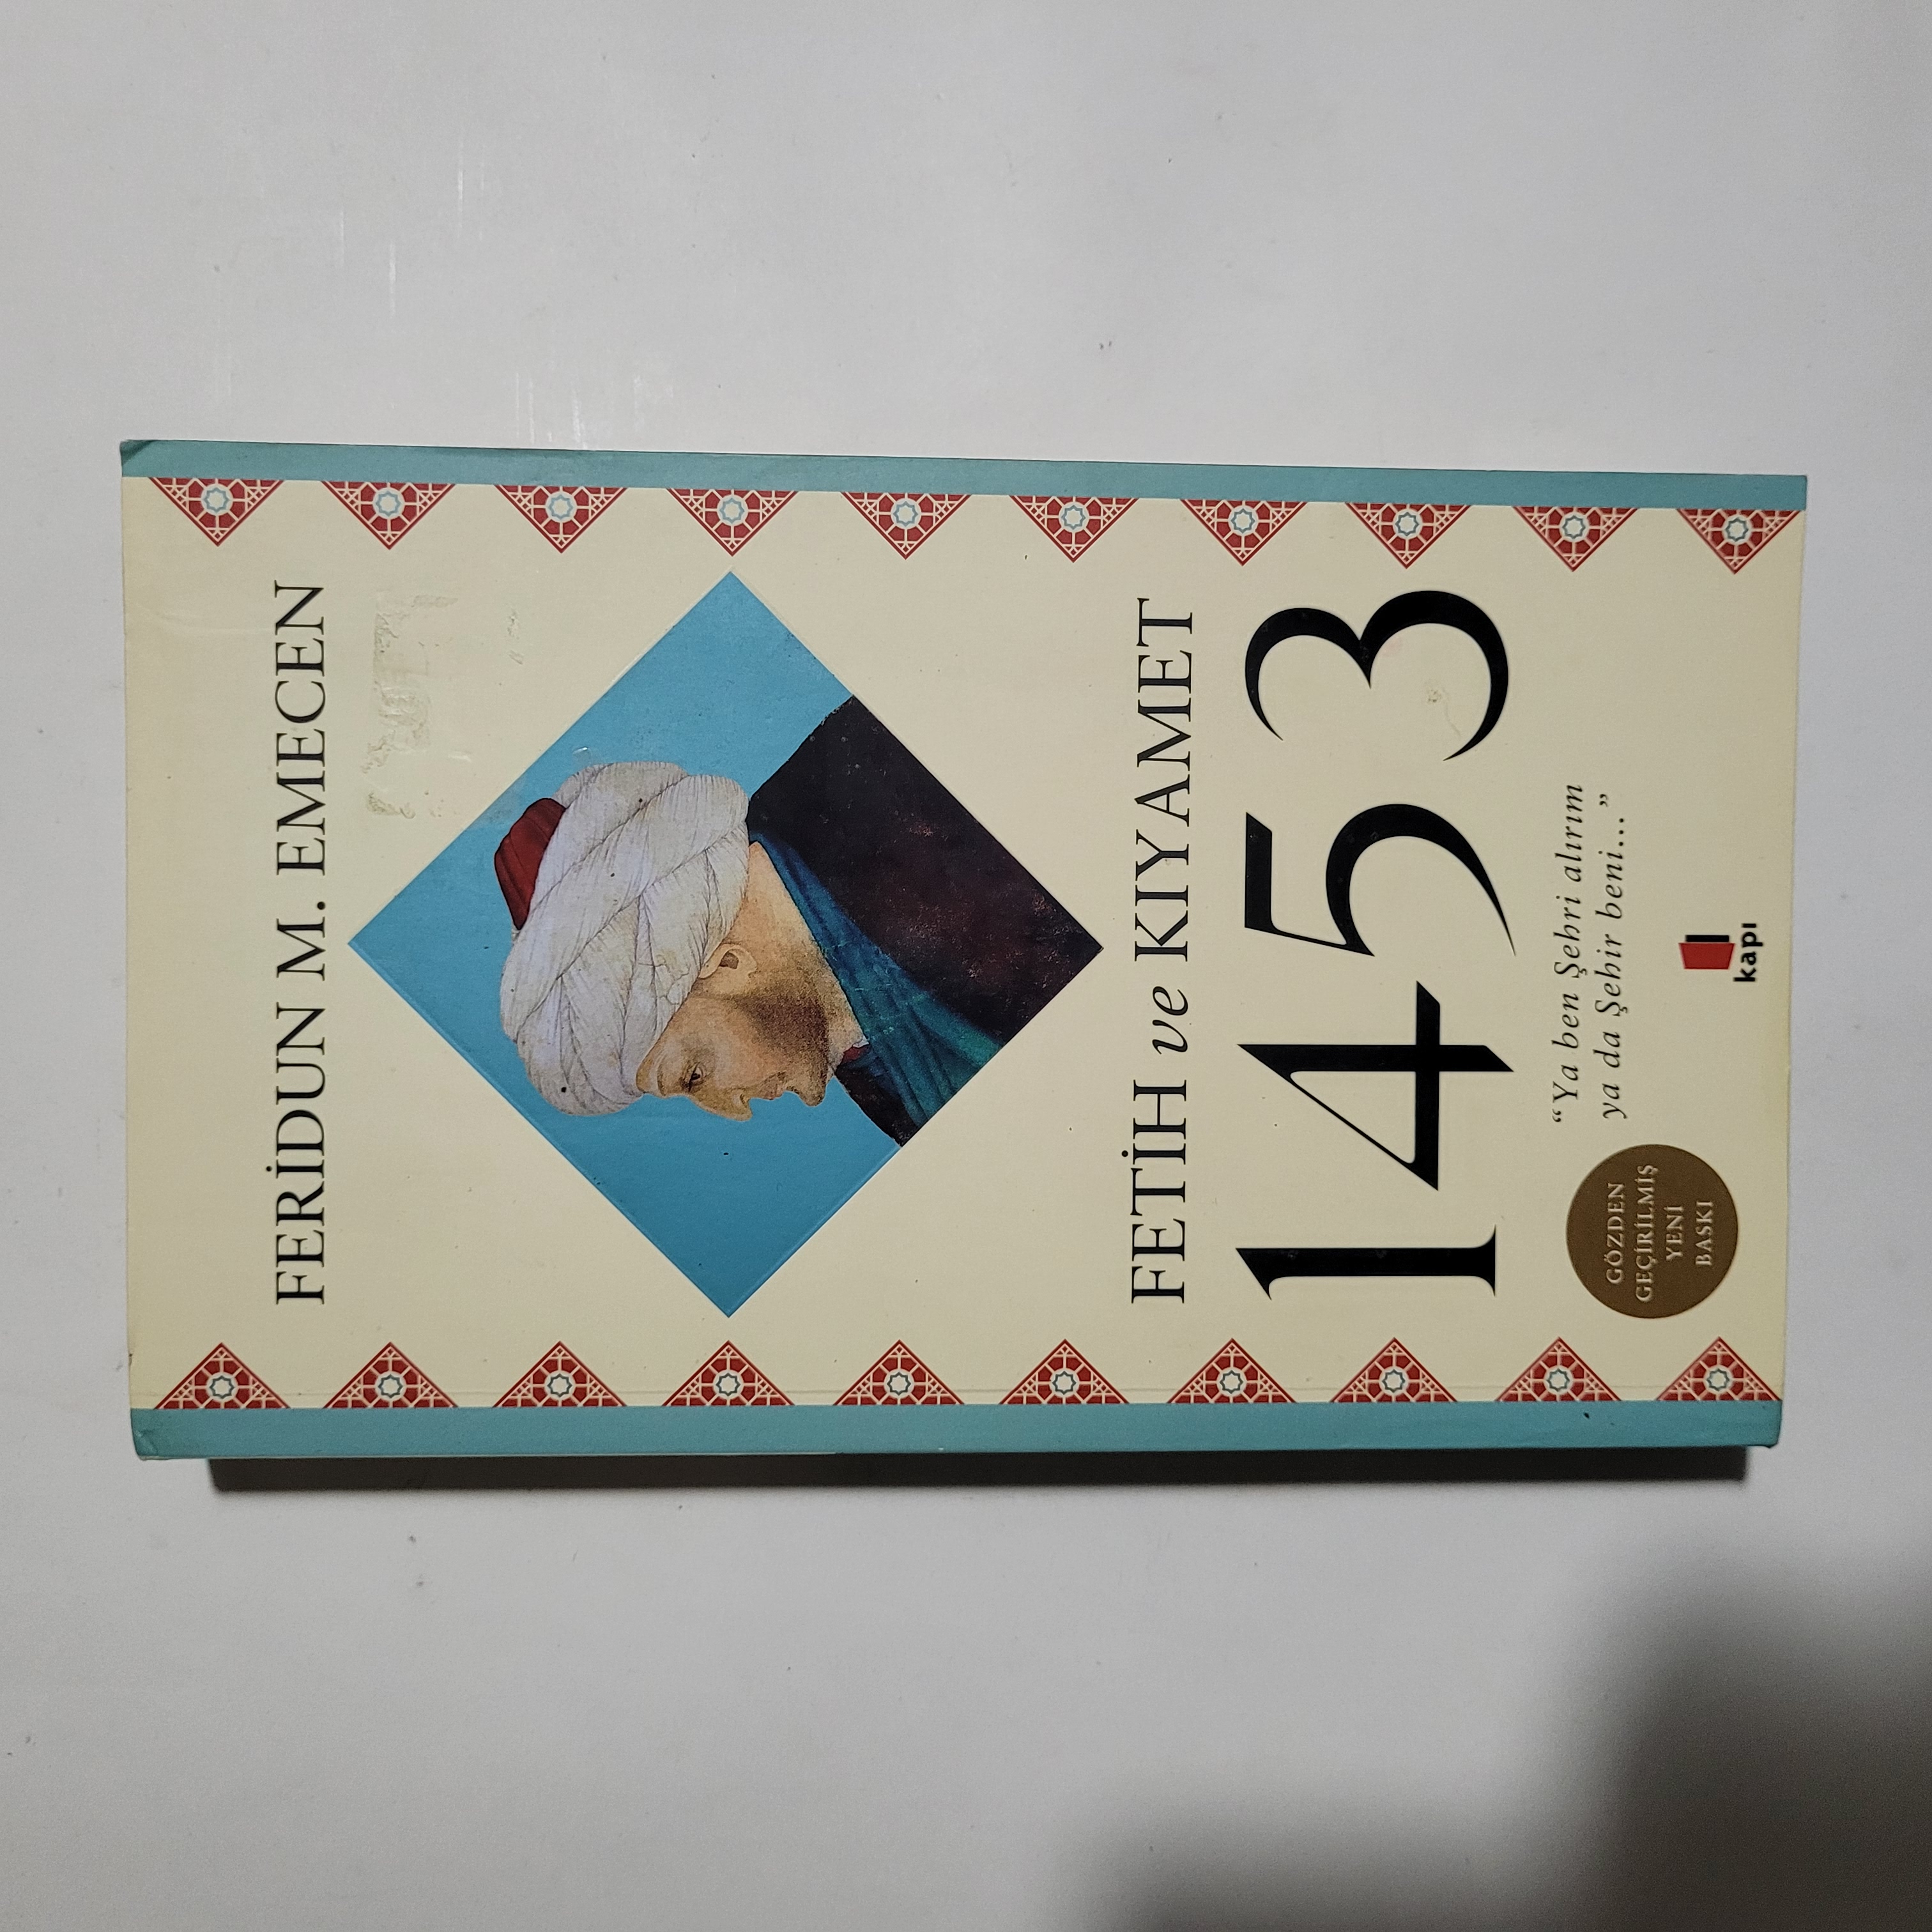 FERİDUN M. EMECEN
FETİH ve KIYAMET
1453
“Ya ben Şehri alırım
ya da Şehir beni...”
GÖZDEN
GEÇİRİLMİŞ
YENİ
BASKI
kapı